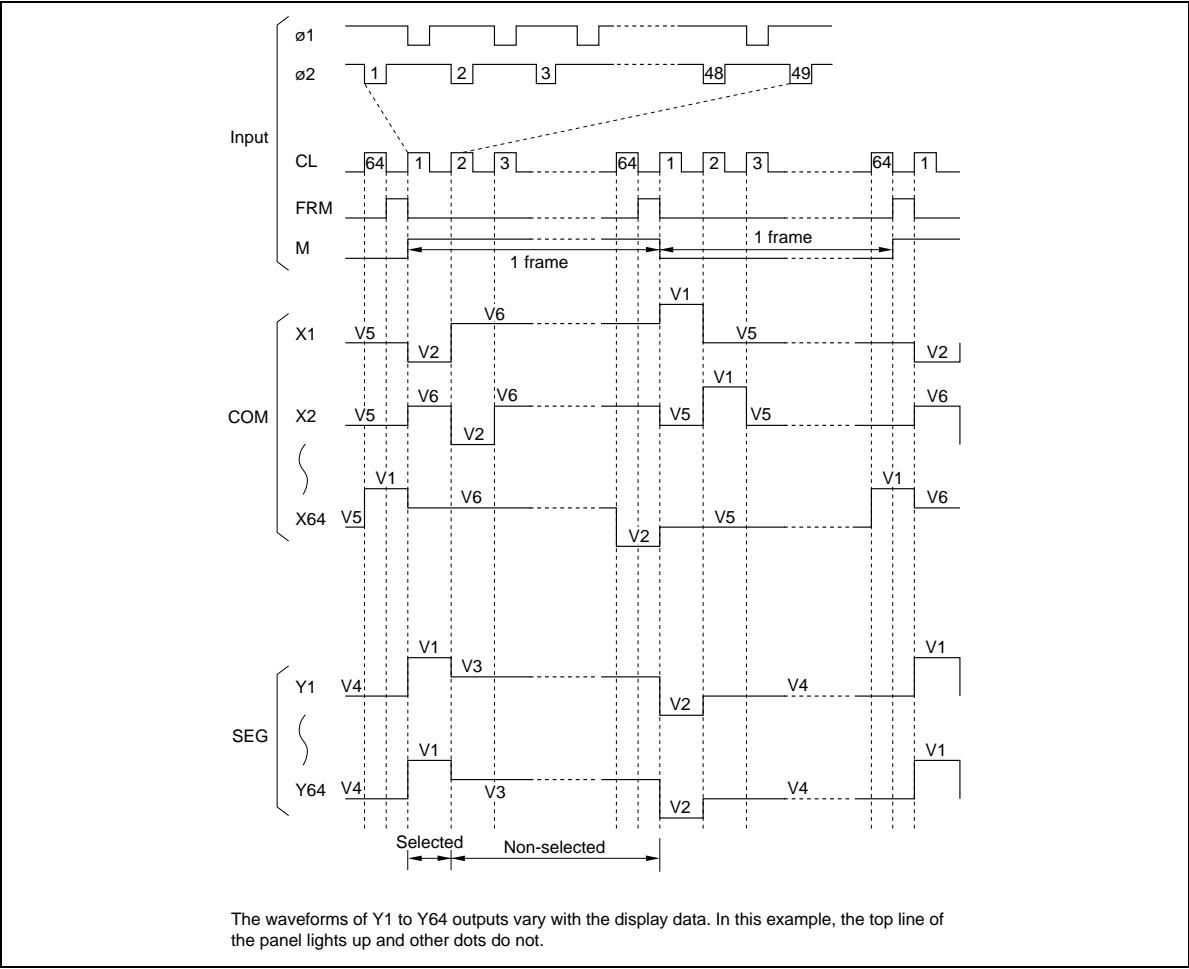 ø1
ø2 1 2 3 48 49
Input
CL 64 1 2 3 64 1 2 3 64 1
FRM
M 1 frame 1 frame
V1
X1 V5 V2 V6 V5 V2
V1
COM X2 V5 V6 V2 V6 V5 V5 V6
X64 V5 V1 V6 V2 V5 V1 V6
V1 V1
Y1 V4 V3 V2 V4
SEG
V1 V1
Y64 V4 V3 V2 V4
Selected Non-selected
The waveforms of Y1 to Y64 outputs vary with the display data. In this example, the top line of
the panel lights up and other dots do not.